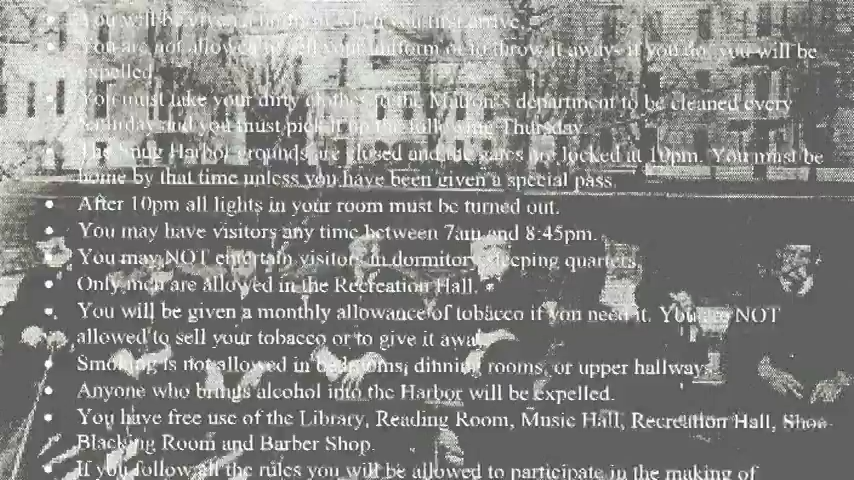 • You will be given a uniform when you first arrive.
• You are not allowed to sell your uniform or to throw it away- if you do, you will be
expelled.
• You must take your dirty clothes to the Matron's department to be cleaned every
Saturday and you must pick it up the following Thursday.
• The Snug Harbor grounds are closed and the gates are locked at 10pm. You must be
home by that time unless you have been given a special pass.
• After 10pm all lights in your room must be turned out.
• You may have visitors any time between 7am and 8:45pm.
• You may NOT entertain visitors in dormitory sleeping quarters.
• Only men are allowed in the Recreation Hall.
• You will be given a monthly allowance of tobacco if you need it. You are NOT
allowed to sell your tobacco or to give it away.
• Smoking is not allowed in bedrooms, dinning rooms, or upper hallways.
• Anyone who brings alcohol into the Harbor will be expelled.
• You have free use of the Library, Reading Room, Music Hall, Recreation Hall, Shoe
Blacking Room and Barber Shop.
• If you follow all the rules you will be allowed to participate in the making of